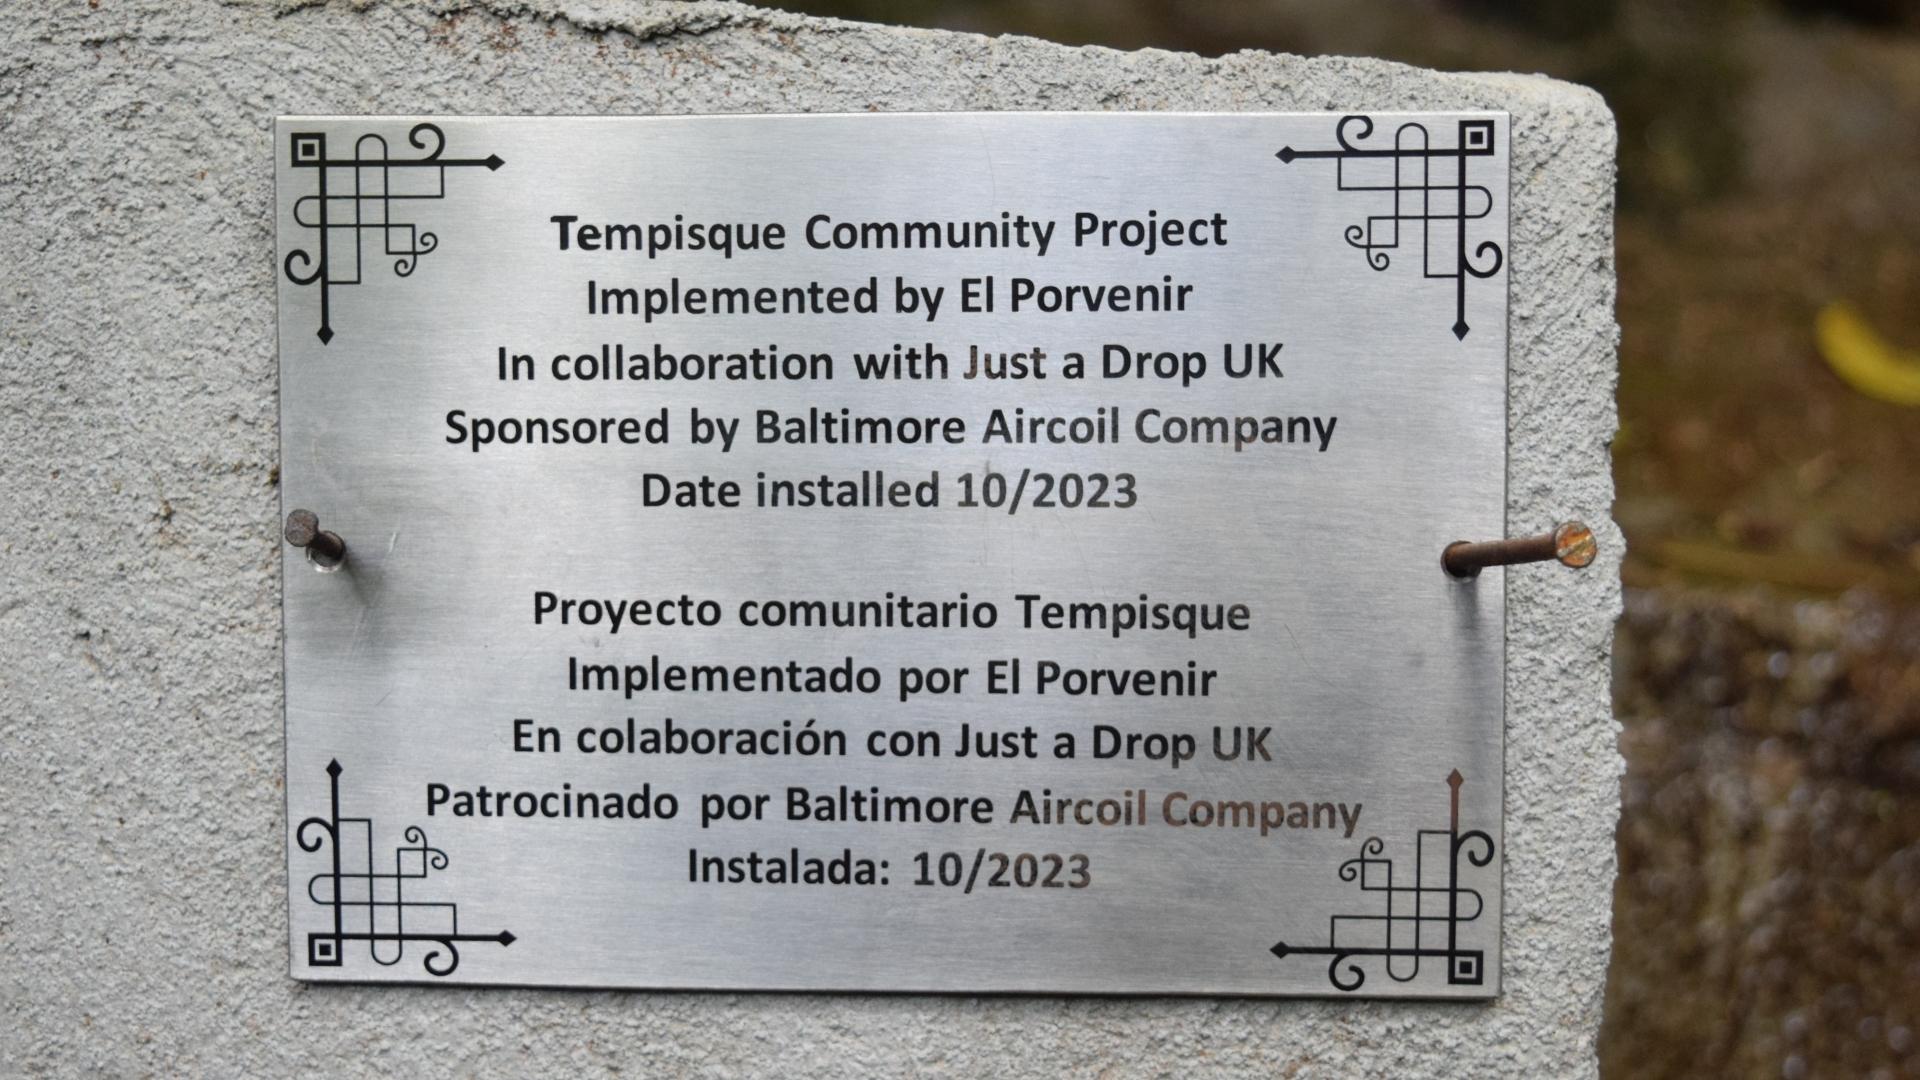 Tempisque Community Project
Implemented by El Porvenir
In collaboration with Just a Drop UK
Sponsored by Baltimore Aircoil Company
Date installed 10/2023
Proyecto comunitario Tempisque
Implementado por El Porvenir
En colaboración con Just a Drop UK
Patrocinado por Baltimore Aircoil Company
Instalada: 10/2023